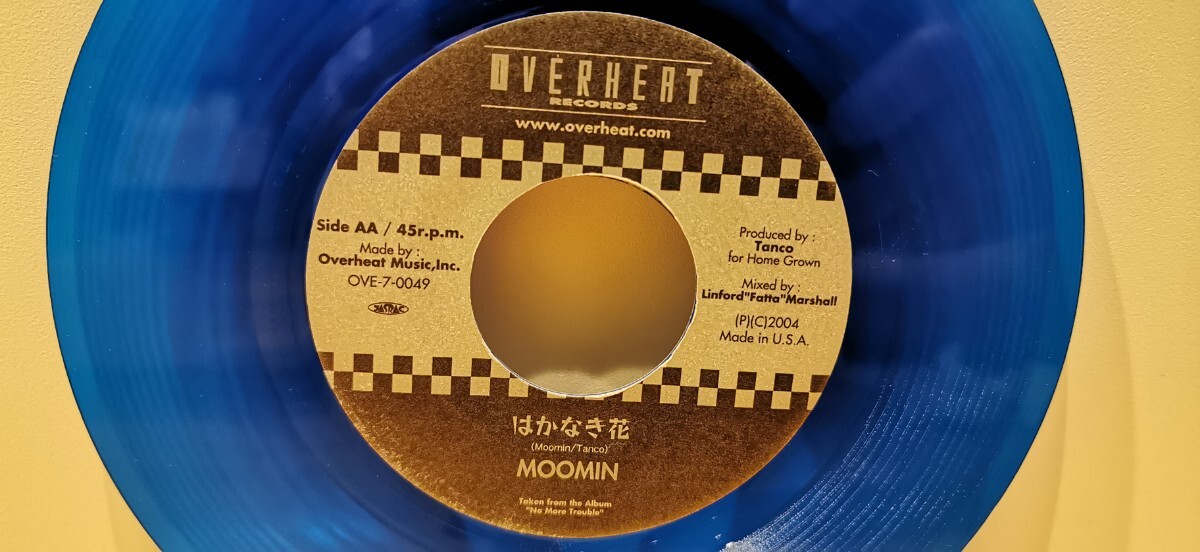 OVERHEAT
RECORDS
www.overheat.com
Side AA / 45r.p.m.
Made by :
Overheat Music,Inc.
OVE-7-0049
JASRAC
Produced by :
Tanco
for Home Grown
Mixed by :
Linford"Fatta"Marshall
(P)(C)2004
Made in U.S.A.
はかなき花
(Moomin/Tanco)
MOOMIN
Taken from the Album
"No More Trouble"